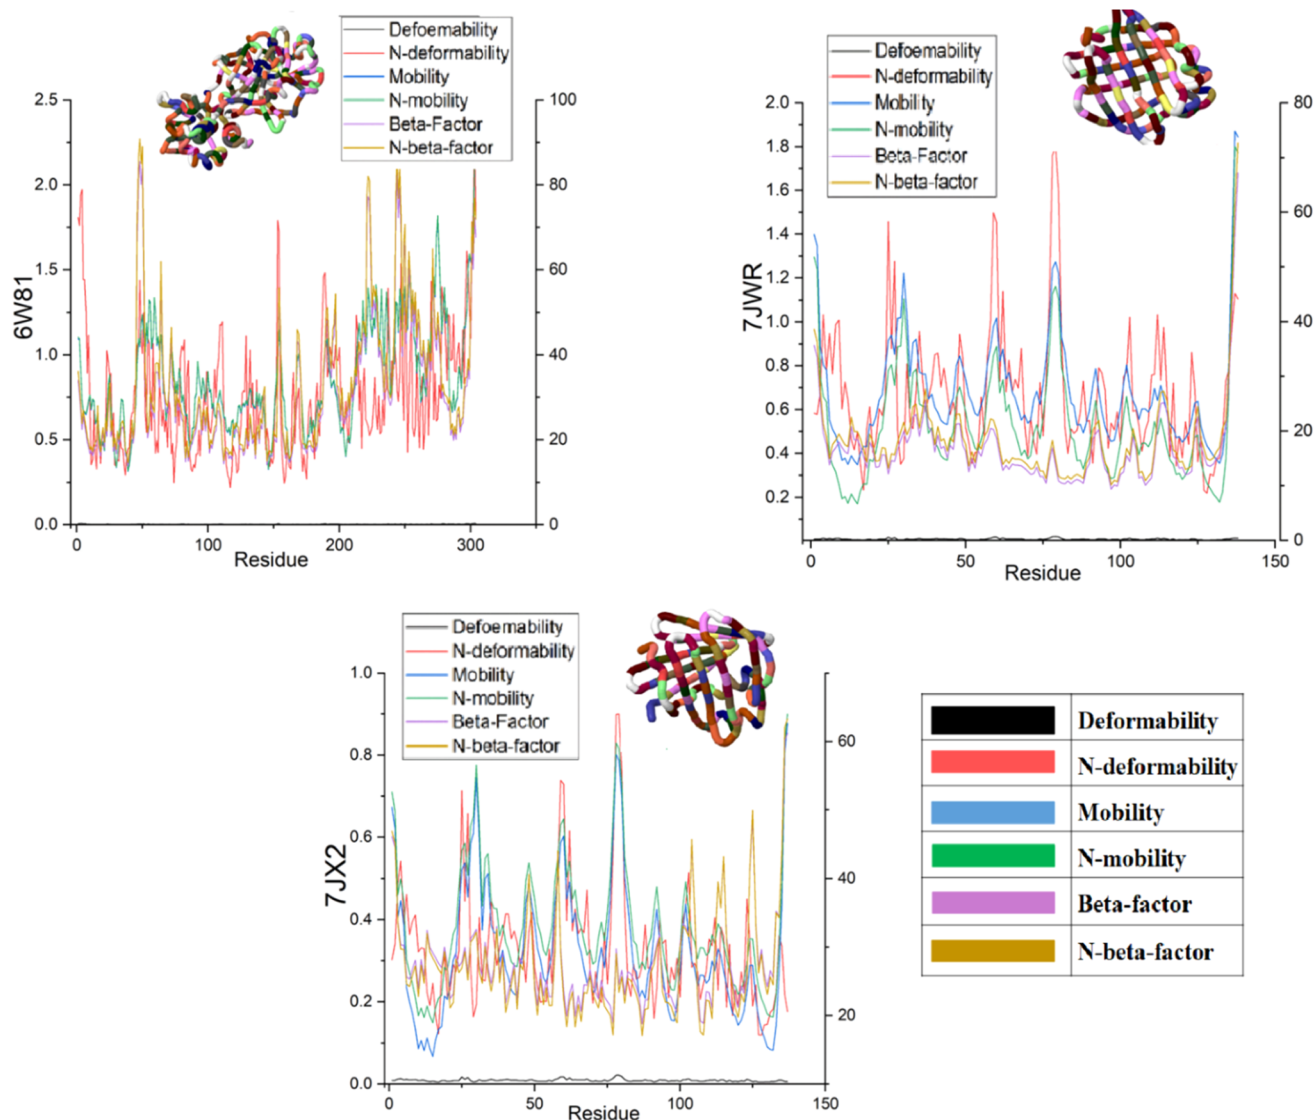 Defoemability
N-deformability
Mobility
N-mobility
Beta-Factor
N-beta-factor
2.5
2.0
1.5
1.0
0.5
0.0
100
80
60
40
20
0
6W81
0
100
200
300
Residue
Defoemability
N-deformability
Mobility
N-mobility
Beta-Factor
N-beta-factor
2.0
1.8
1.6
1.4
1.2
1.0
0.8
0.6
0.4
0.2
80
60
40
20
0
7JWR
0
50
100
150
Residue
Defoemability
N-deformability
Mobility
N-mobility
Beta-Factor
N-beta-factor
1.0
0.8
0.6
0.4
0.2
0.0
60
40
20
7JX2
0
50
100
150
Residue
Deformability
N-deformability
Mobility
N-mobility
Beta-factor
N-beta-factor